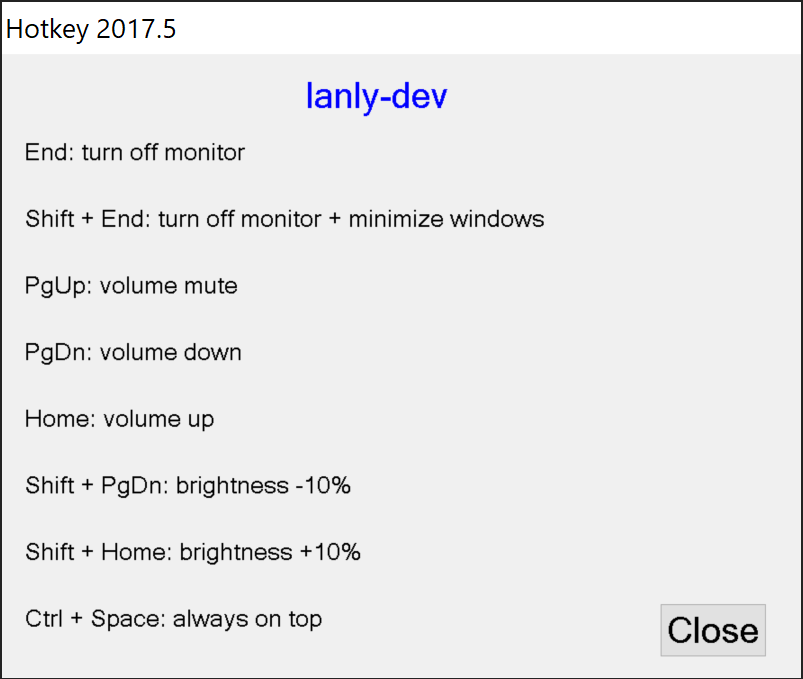 Hotkey 2017.5
lanly-dev
End: turn off monitor
Shift + End: turn off monitor + minimize windows
PgUp: volume mute
PgDn: volume down
Home: volume up
Shift + PgDn: brightness -10%
Shift + Home: brightness +10%
Ctrl + Space: always on top
Close